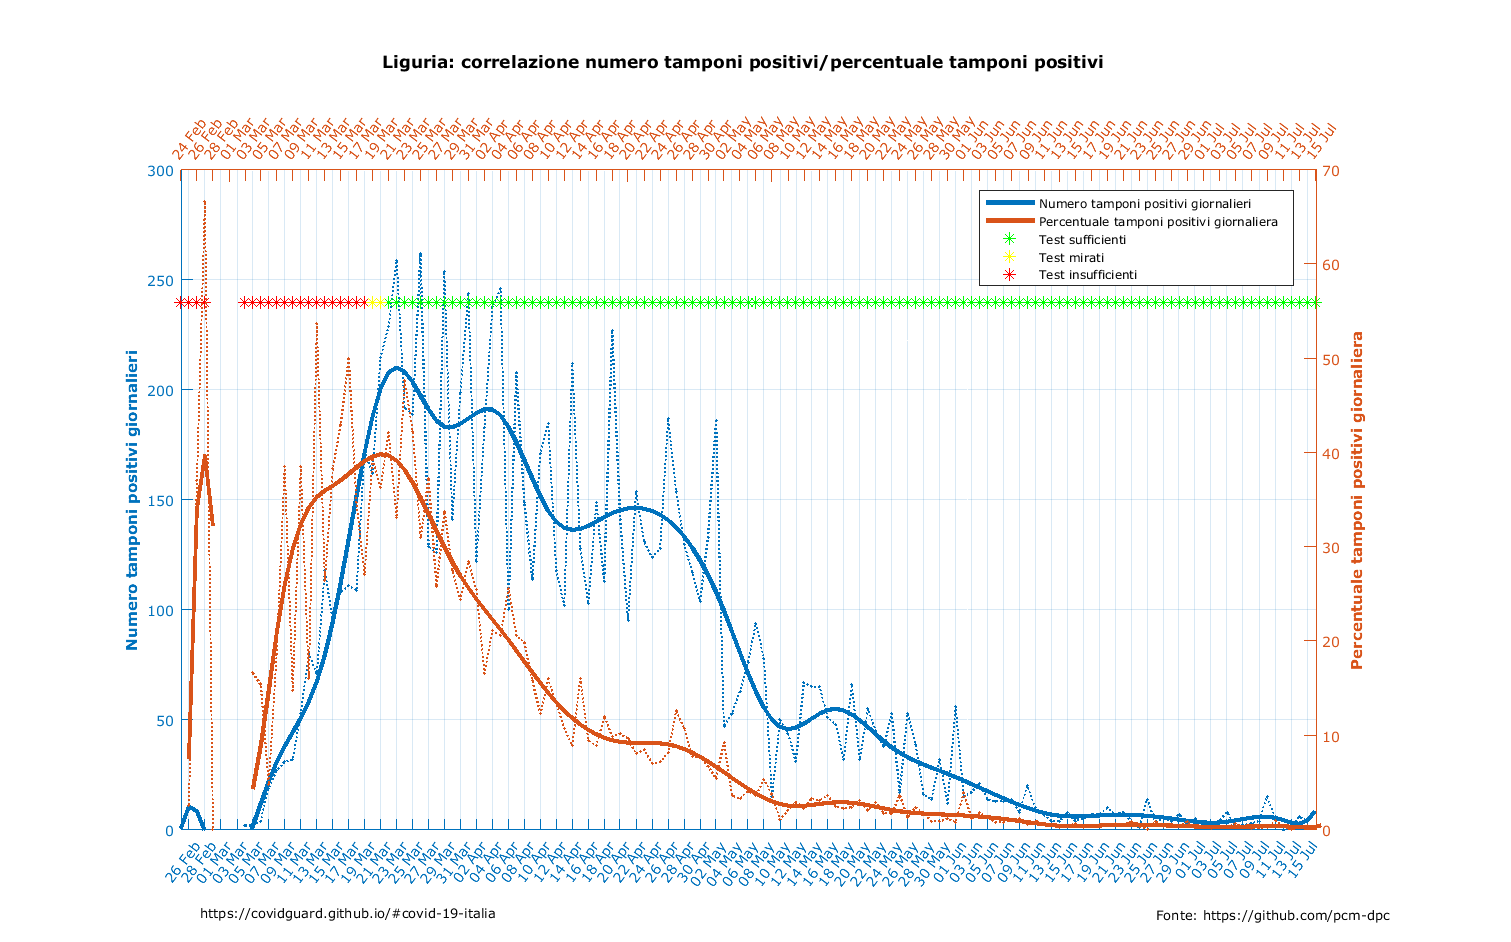 Liguria: correlazione numero tamponi positivi/percentuale tamponi positivi
24 Feb 26 Feb 28 Feb 01 Mar 03 Mar 05 Mar 07 Mar 09 Mar 11 Mar 13 Mar 15 Mar 17 Mar 19 Mar 21 Mar 23 Mar 25 Mar 27 Mar 29 Mar 31 Mar 02 Apr 04 Apr 06 Apr 08 Apr 10 Apr 12 Apr 14 Apr 16 Apr 18 Apr 20 Apr 22 Apr 24 Apr 26 Apr 28 Apr 30 Apr 02 May 04 May 06 May 08 May 10 May 12 May 14 May 16 May 18 May 20 May 22 May 24 May 26 May 28 May 30 May 01 Jun 03 Jun 05 Jun 07 Jun 09 Jun 11 Jun 13 Jun 15 Jun 17 Jun 19 Jun 21 Jun 23 Jun 25 Jun 27 Jun 29 Jun 01 Jul 03 Jul 05 Jul 07 Jul 09 Jul 11 Jul 13 Jul 15 Jul
Numero tamponi positivi giornalieri
300
250
200
150
100
50
0
Numero tamponi positivi giornalieri
Percentuale tamponi positivi giornaliera
Test sufficienti
Test mirati
Test insufficienti
70
60
50
40
30
20
10
0
Percentuale tamponi positivi giornaliera
26 Feb 28 Feb 01 Mar 03 Mar 05 Mar 07 Mar 09 Mar 11 Mar 13 Mar 15 Mar 17 Mar 19 Mar 21 Mar 23 Mar 25 Mar 27 Mar 29 Mar 31 Mar 02 Apr 04 Apr 06 Apr 08 Apr 10 Apr 12 Apr 14 Apr 16 Apr 18 Apr 20 Apr 22 Apr 24 Apr 26 Apr 28 Apr 30 Apr 02 May 04 May 06 May 08 May 10 May 12 May 14 May 16 May 18 May 20 May 22 May 24 May 26 May 28 May 30 May 01 Jun 03 Jun 05 Jun 07 Jun 09 Jun 11 Jun 13 Jun 15 Jun 17 Jun 19 Jun 21 Jun 23 Jun 25 Jun 27 Jun 29 Jun 01 Jul 03 Jul 05 Jul 07 Jul 09 Jul 11 Jul 13 Jul 15 Jul
https://covidguard.github.io/#covid-19-italia
Fonte: https://github.com/pcm-dpc